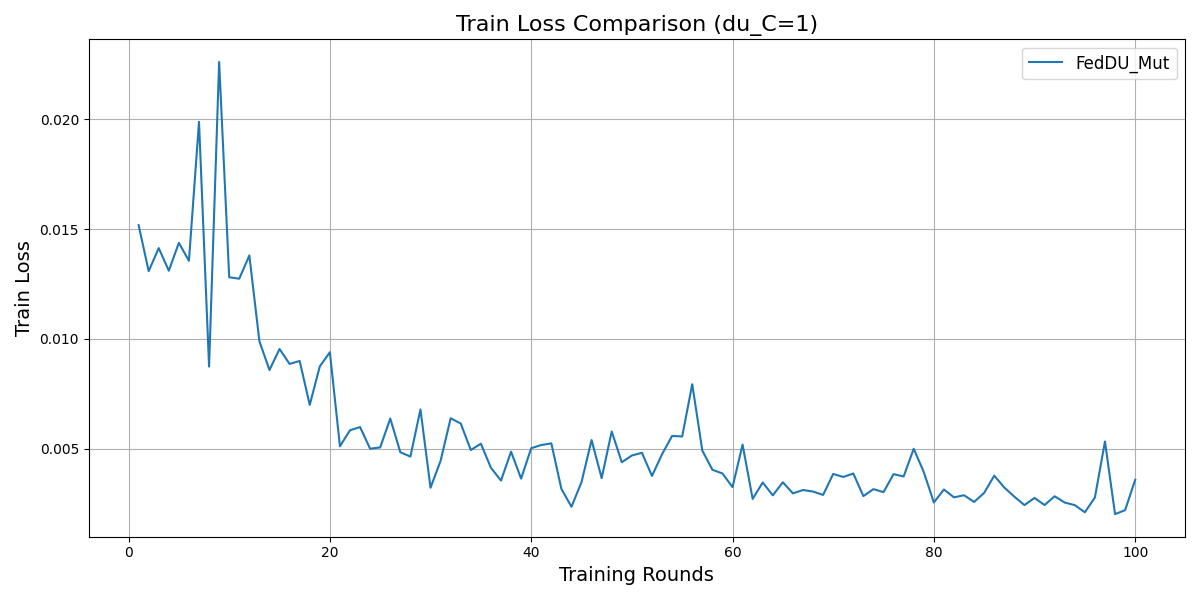 Train Loss Comparison (du_C=1)
FedDU_Mut
Train Loss
0.020
0.015
0.010
0.005
0 20 40 60 80 100
Training Rounds